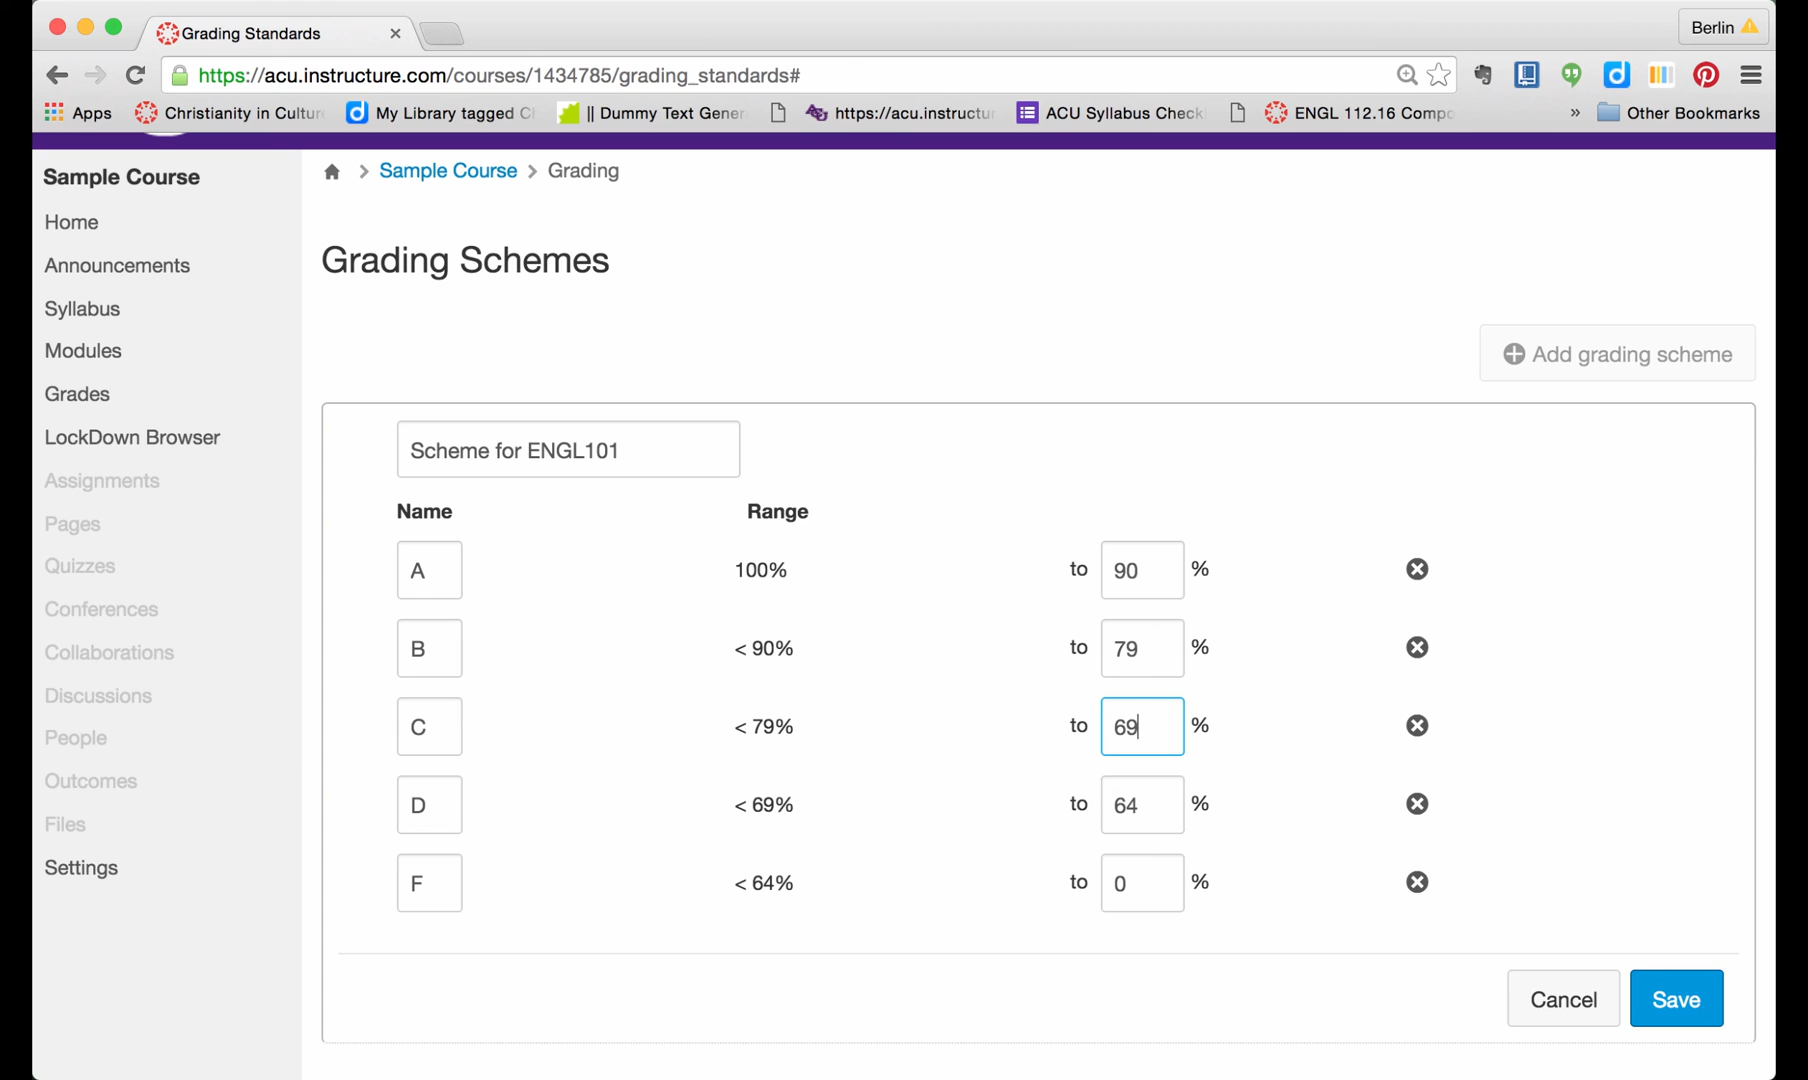 Grading Standards
Berlin
https://acu.instructure.com/courses/1434785/grading_standards#
Apps Christianity in Cultur My Library tagged C || Dummy Text Gener https://acu.instructur ACU Syllabus Check ENGL 112.16 Compo » Other Bookmarks
Sample Course
Home
Announcements
Syllabus
Modules
Grades
LockDown Browser
Assignments
Pages
Quizzes
Conferences
Collaborations
Discussions
People
Outcomes
Files
Settings
Sample Course > Grading
Grading Schemes
Add grading scheme
Scheme for ENGL101
Name Range
A 100% to 90 %
B < 90% to 79 %
C < 79% to 69 %
D < 69% to 64 %
F < 64% to 0 %
Cancel Save